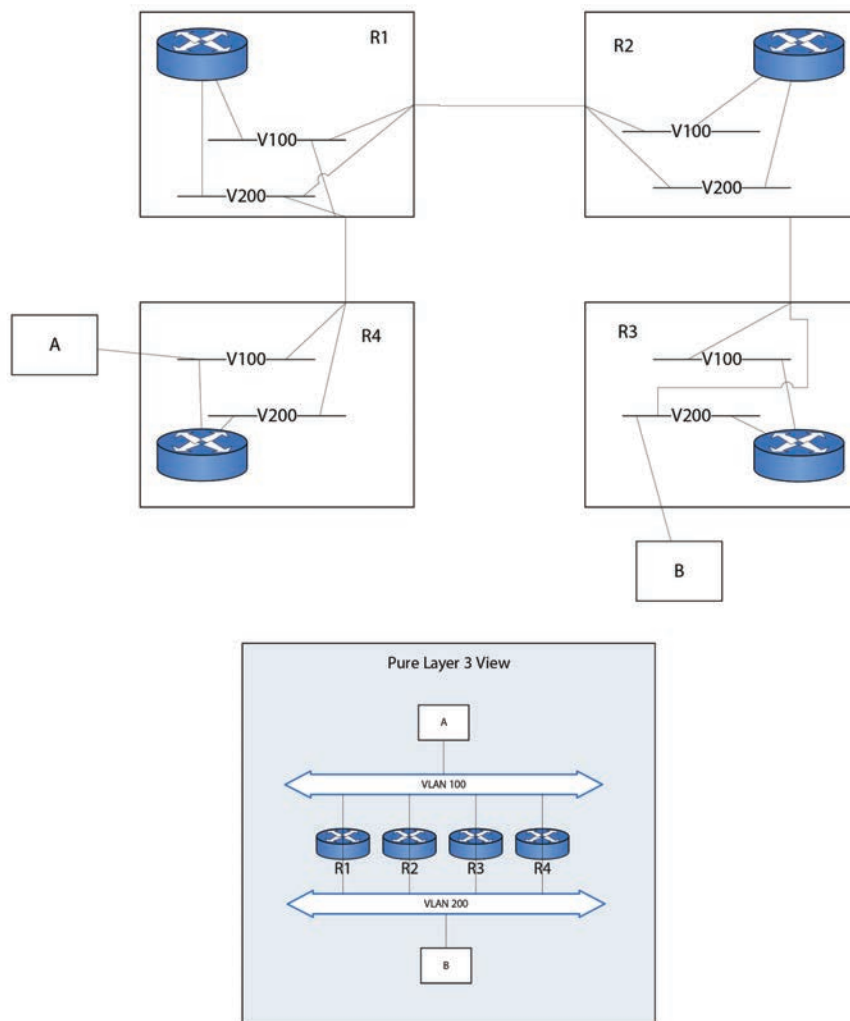 R1
V100
V200
R2
V100
V200
A
R4
V100
V200
R3
V100
V200
B
Pure Layer 3 View
A
VLAN 100
R1 R2 R3 R4
VLAN 200
B